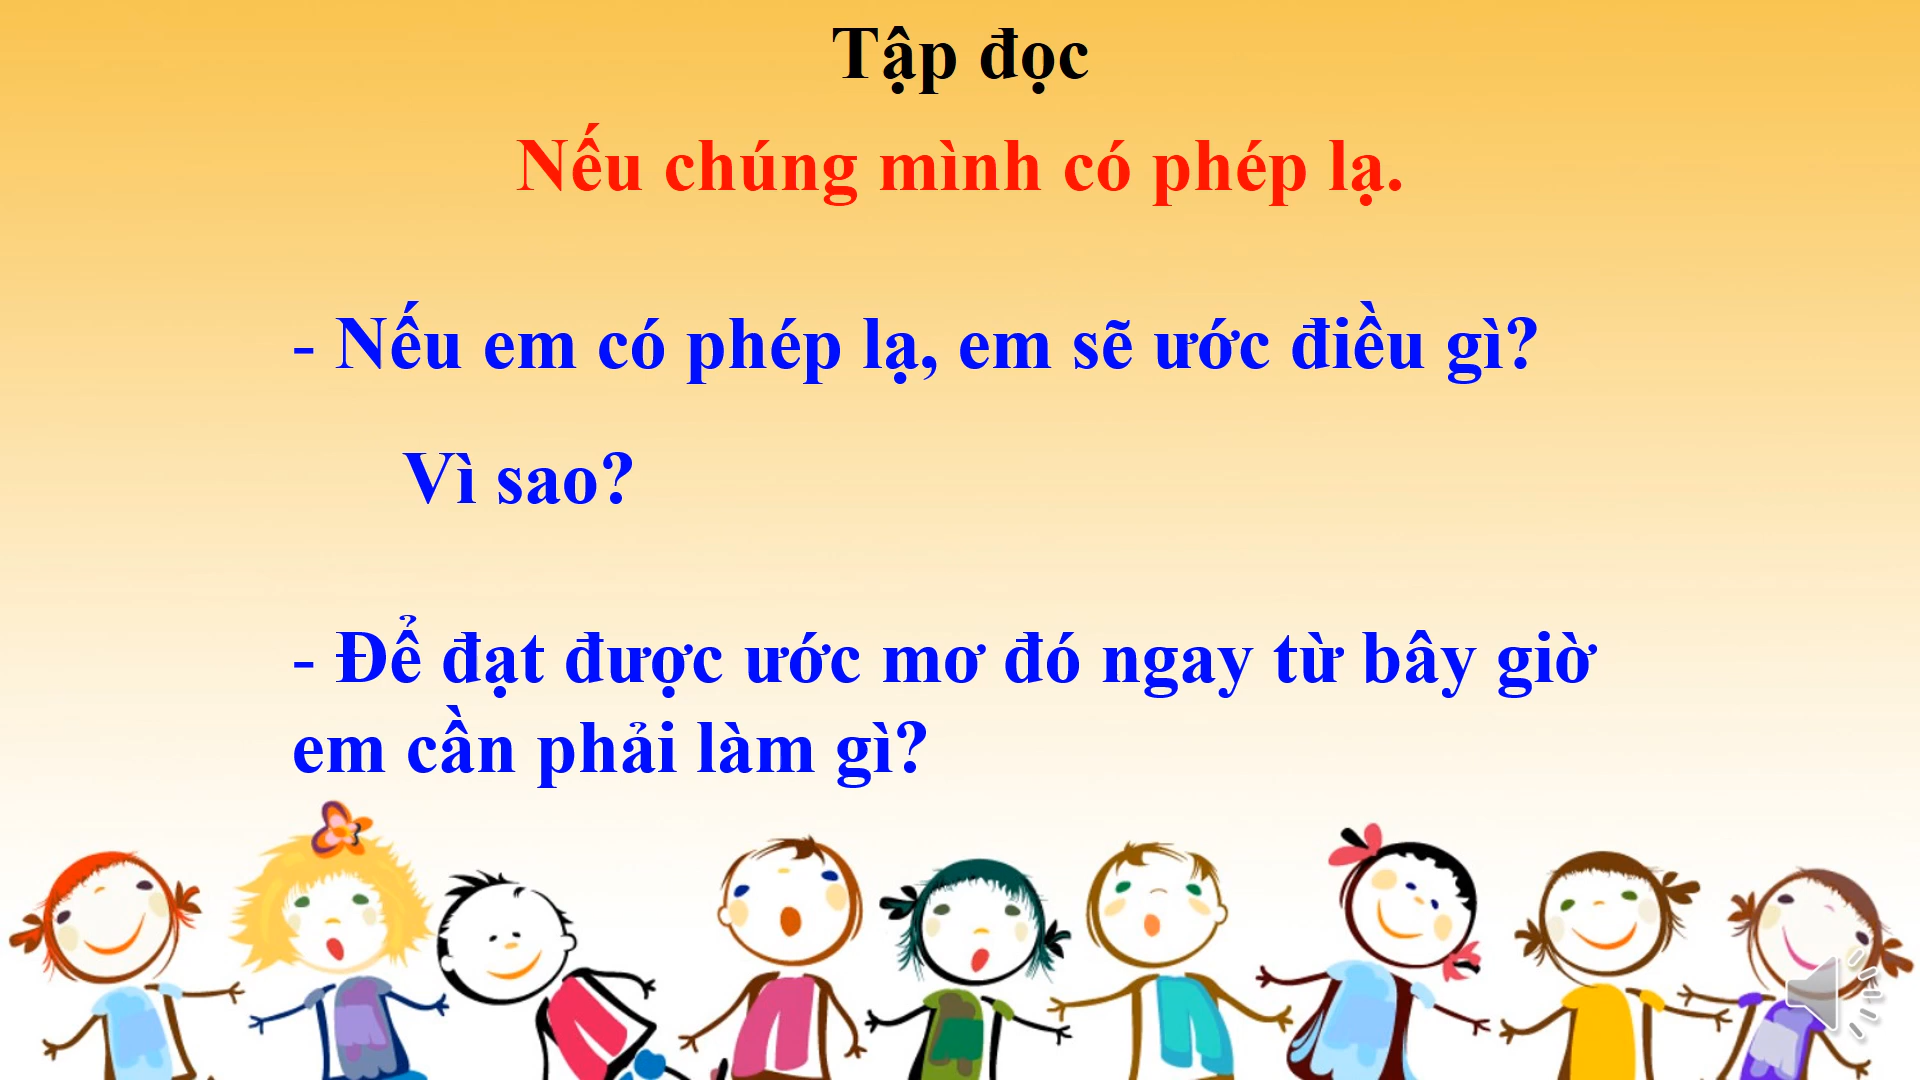 Tập đọc
Nếu chúng mình có phép lạ.
- Nếu em có phép lạ, em sẽ ước điều gì?
Vì sao?
- Để đạt được ước mơ đó ngay từ bây giờ
em cần phải làm gì?